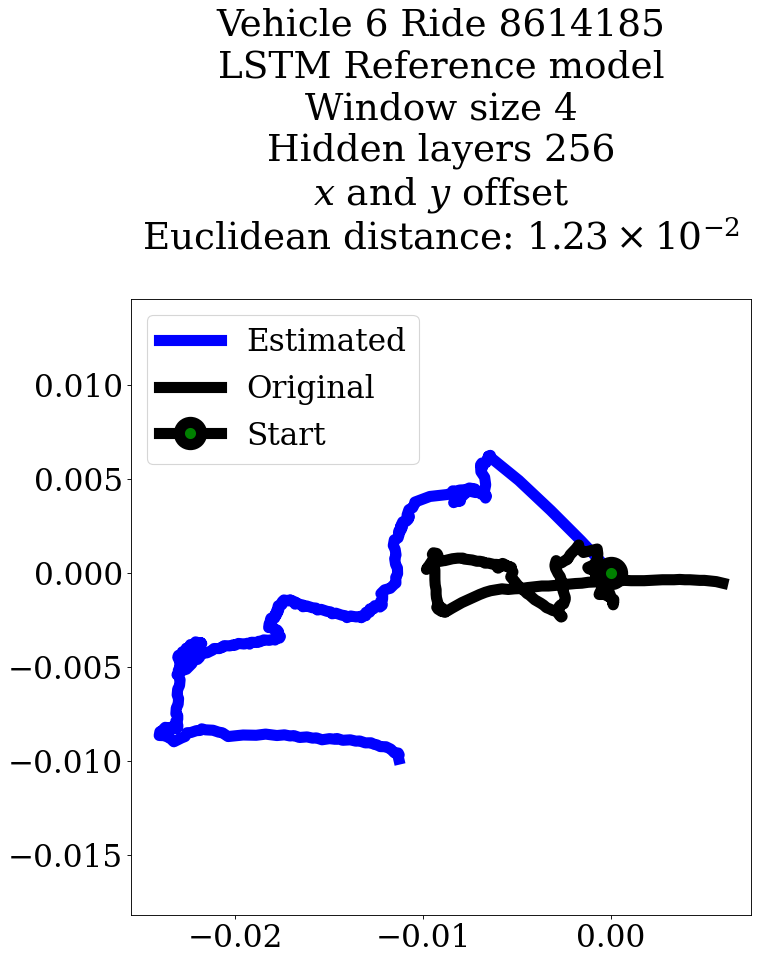 Vehicle 6 Ride 8614185
LSTM Reference model
Window size 4
Hidden layers 256
x and y offset
Euclidean distance: 1.23 × 10⁻²
Estimated
Original
Start
0.010
0.005
0.000
−0.005
−0.010
−0.015
−0.02 −0.01 0.00